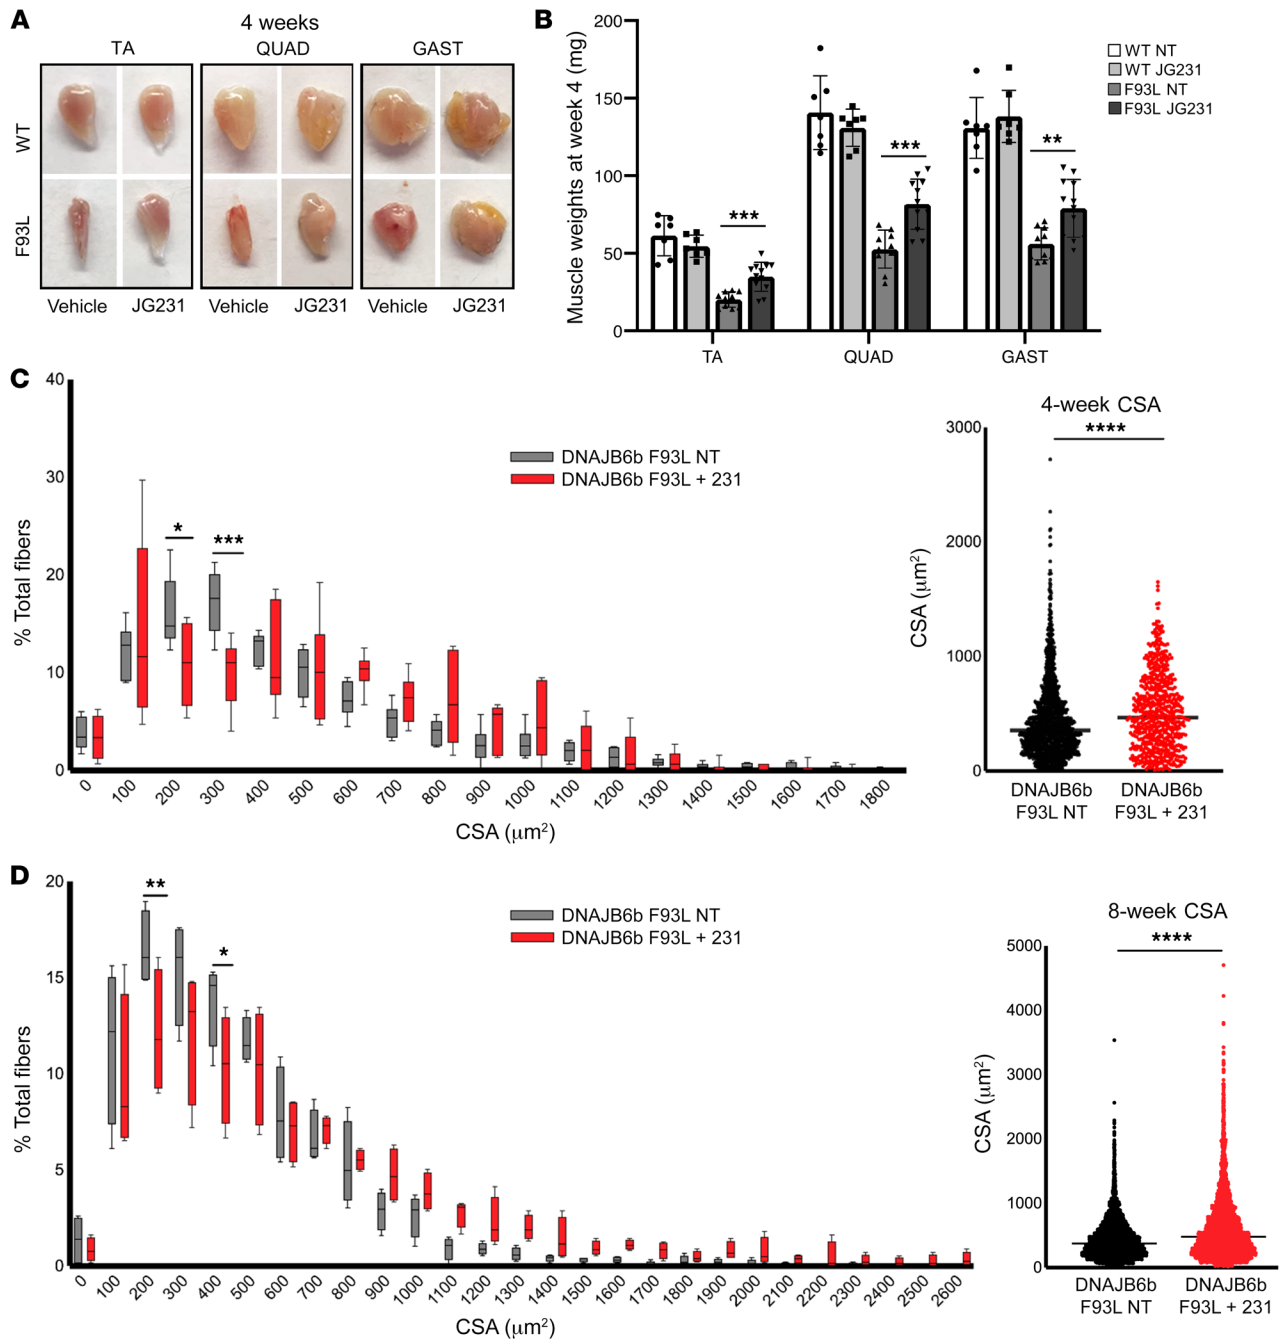 A
4 weeks
TA
QUAD
GAST
WT
F93L
Vehicle
JG231
Vehicle
JG231
Vehicle
JG231
B
Muscle weights at week 4 (mg)
200
150
100
50
0
***
***
**
TA
QUAD
GAST
WT NT
WT JG231
F93L NT
F93L JG231
C
% Total fibers
40
30
20
10
0
*
***
DNAJB6b F93L NT
DNAJB6b F93L + 231
0 100 200 300 400 500 600 700 800 900 1000 1100 1200 1300 1400 1500 1600 1700 1800
CSA (μm²)
4-week CSA
****
CSA (μm²)
3000
2000
1000
0
DNAJB6b
F93L NT
DNAJB6b
F93L + 231
D
% Total fibers
20
15
10
5
0
**
*
DNAJB6b F93L NT
DNAJB6b F93L + 231
0 100 200 300 400 500 600 700 800 900 1000 1100 1200 1300 1400 1500 1600 1700 1800 1900 2000 2100 2200 2300 2400 2500 2600
CSA (μm²)
8-week CSA
****
CSA (μm²)
5000
4000
3000
2000
1000
0
DNAJB6b
F93L NT
DNAJB6b
F93L + 231